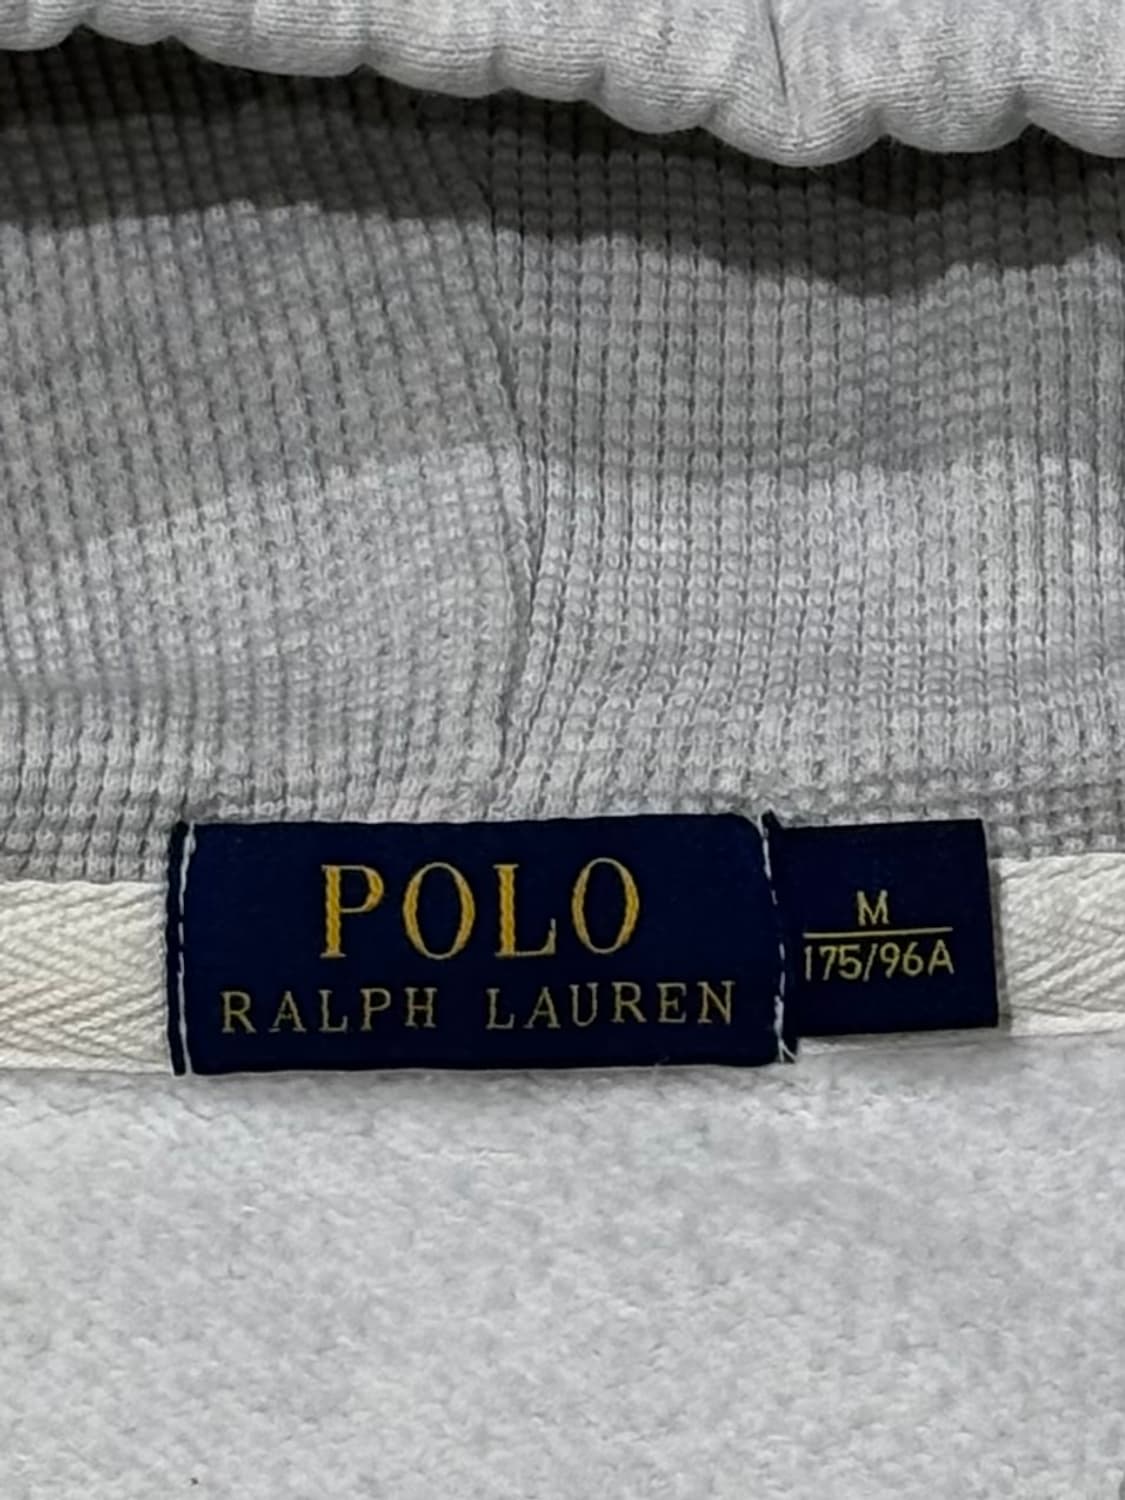 POLO
RALPH LAUREN
M
175/96A